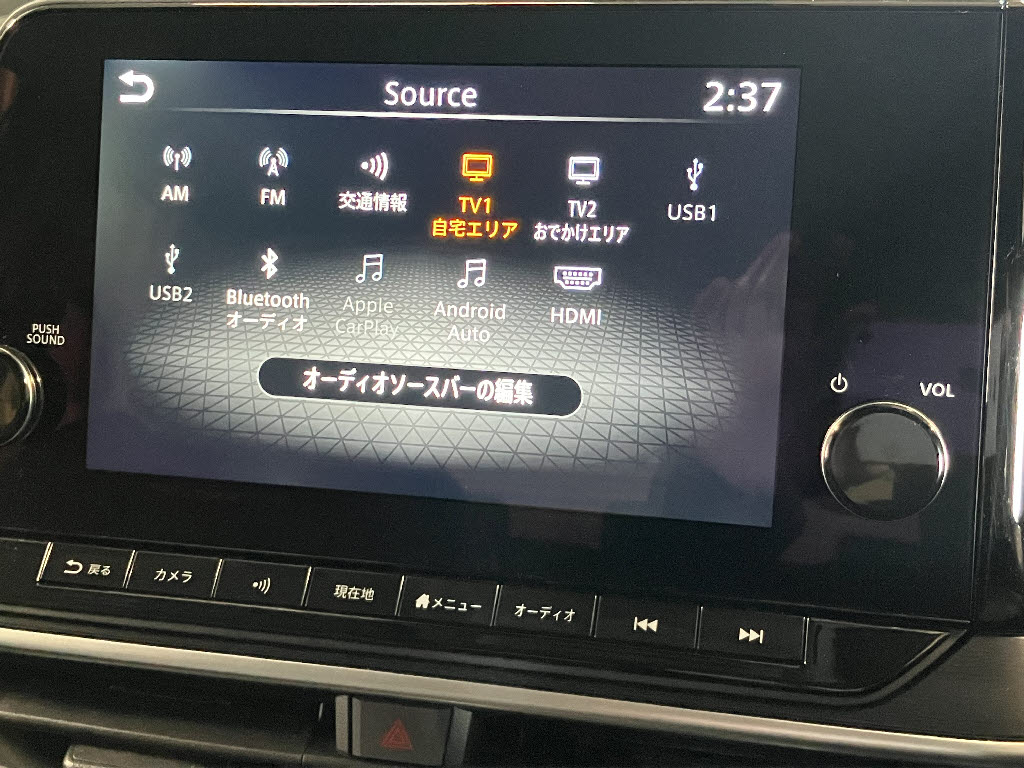 Source
2:37
AM
FM
交通情報
TV1
自宅エリア
TV2
おでかけエリア
USB1
USB2
Bluetooth
オーディオ
Apple
CarPlay
Android
Auto
HDMI
オーディオソースバーの編集
PUSH
SOUND
VOL
戻る
カメラ
現在地
メニュー
オーディオ